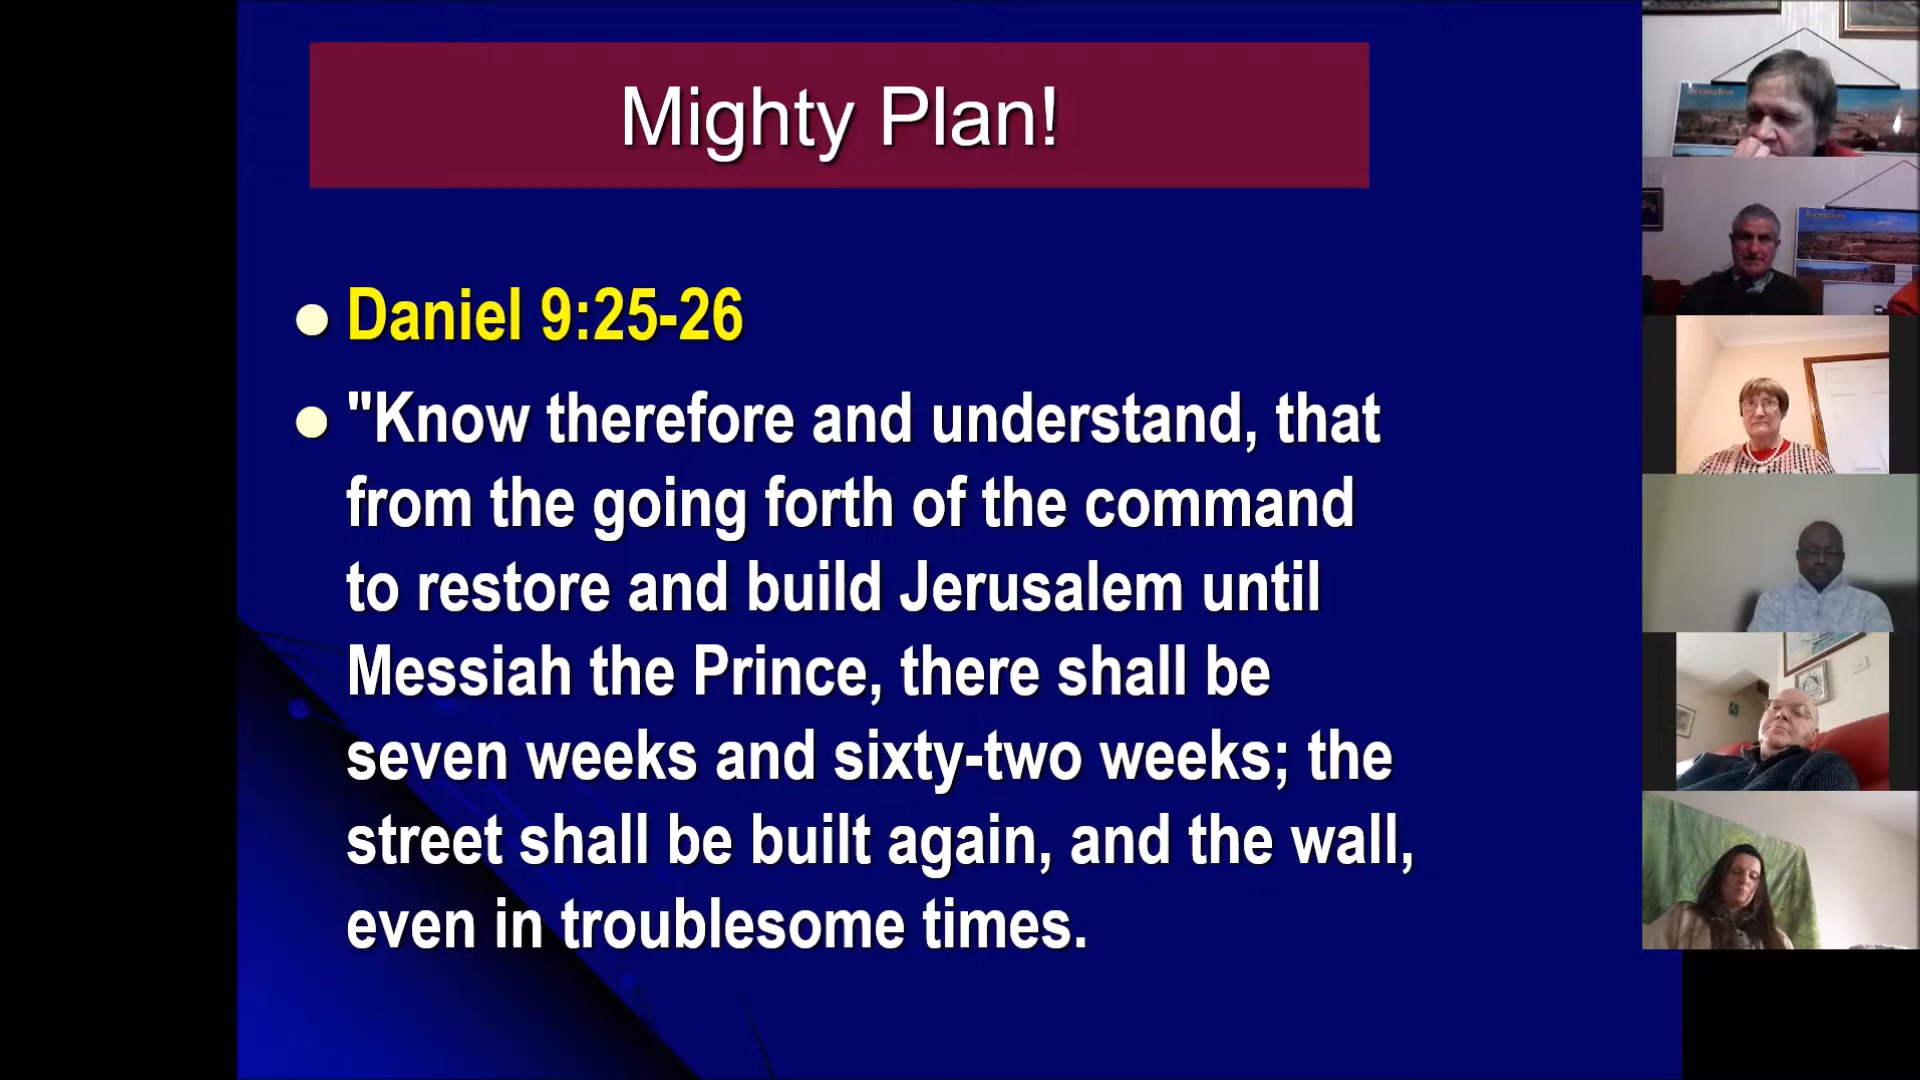 Mighty Plan!
Daniel 9:25-26
"Know therefore and understand, that
from the going forth of the command
to restore and build Jerusalem until
Messiah the Prince, there shall be
seven weeks and sixty-two weeks; the
street shall be built again, and the wall,
even in troublesome times.
Jerusalem
Jerusalem